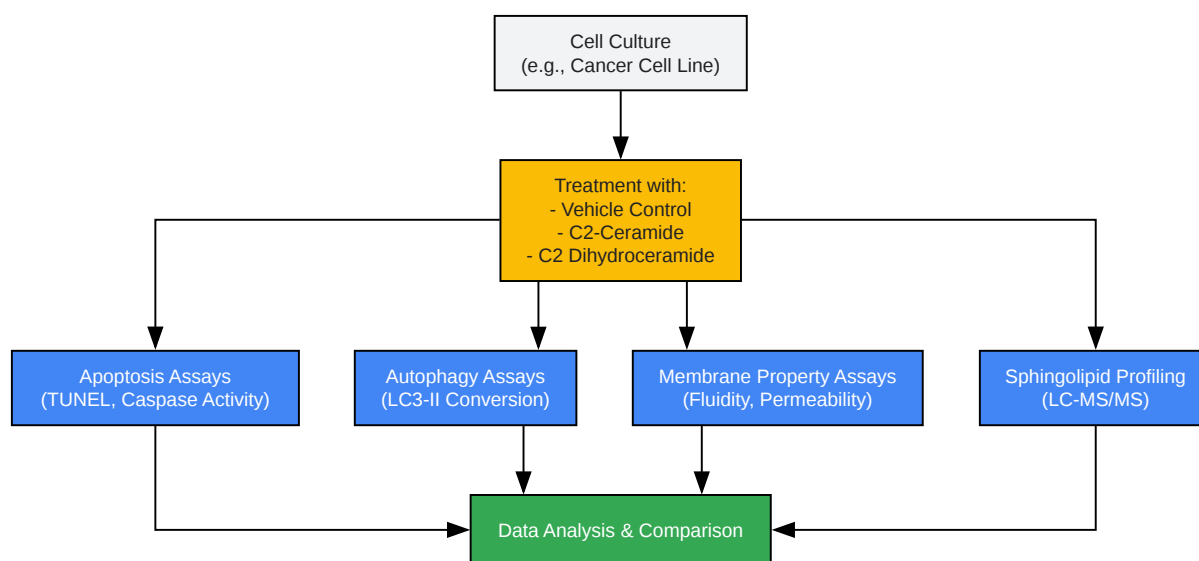 Cell Culture
(e.g., Cancer Cell Line)
Treatment with:
- Vehicle Control
- C2-Ceramide
- C2 Dihydroceramide
Apoptosis Assays
(TUNEL, Caspase Activity)
Autophagy Assays
(LC3-II Conversion)
Membrane Property Assays
(Fluidity, Permeability)
Sphingolipid Profiling
(LC-MS/MS)
Data Analysis & Comparison